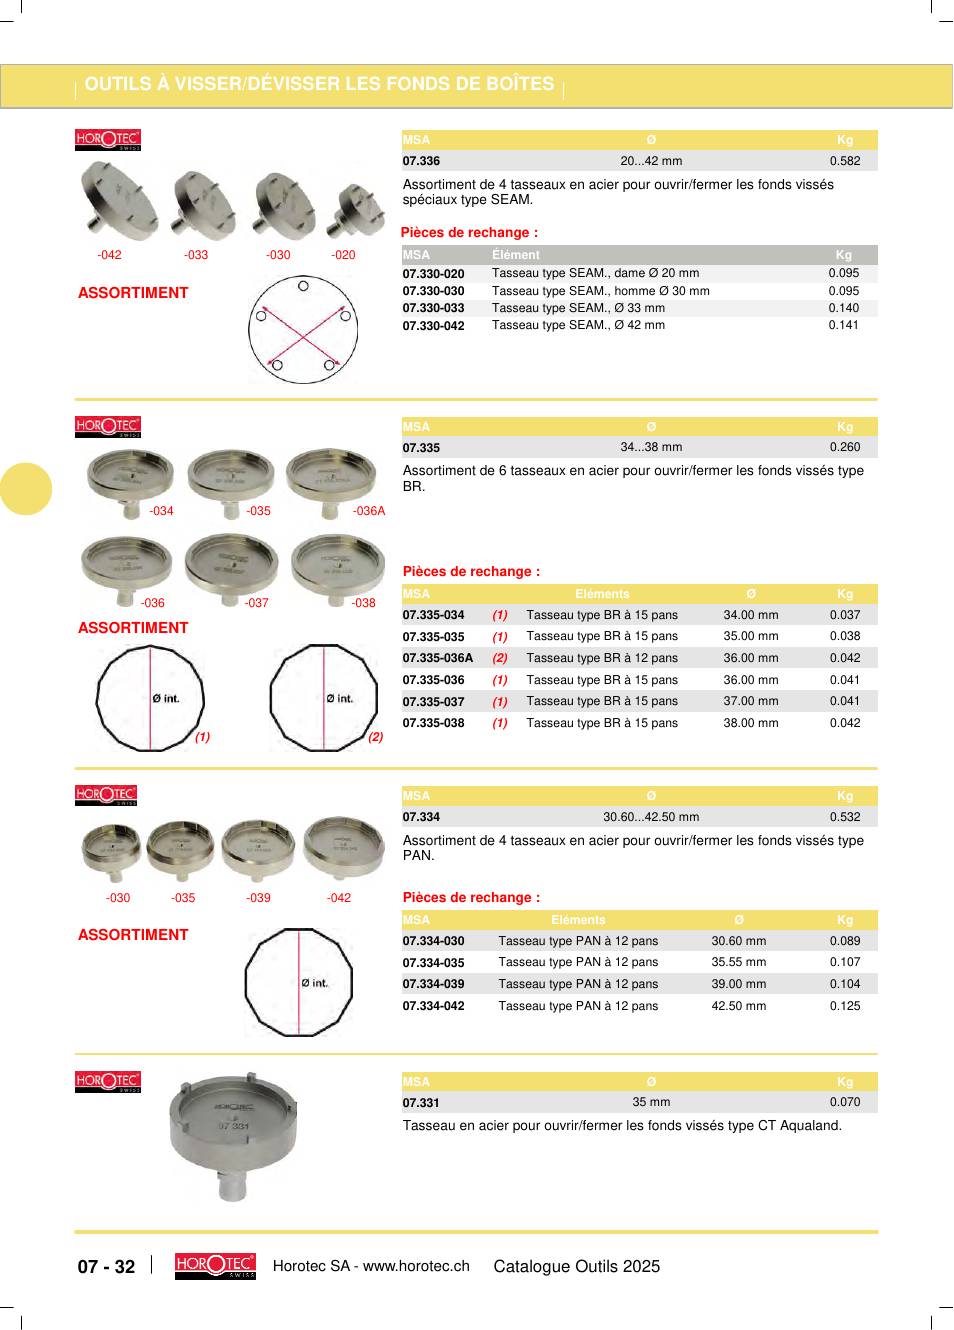 OUTILS À VISSER/DÉVISSER LES FONDS DE BOÎTES
HOROTEC®
SWISS
-042 -033 -030 -020
ASSORTIMENT
MSA Ø Kg
07.336 20...42 mm 0.582
Assortiment de 4 tasseaux en acier pour ouvrir/fermer les fonds vissés
spéciaux type SEAM.
Pièces de rechange :
MSA Élément Kg
07.330-020 Tasseau type SEAM., dame Ø 20 mm 0.095
07.330-030 Tasseau type SEAM., homme Ø 30 mm 0.095
07.330-033 Tasseau type SEAM., Ø 33 mm 0.140
07.330-042 Tasseau type SEAM., Ø 42 mm 0.141
HOROTEC®
SWISS
-034 -035 -036A
-036 -037 -038
ASSORTIMENT
Ø int. (1)
Ø int. (2)
MSA Ø Kg
07.335 34...38 mm 0.260
Assortiment de 6 tasseaux en acier pour ouvrir/fermer les fonds vissés type
BR.
Pièces de rechange :
MSA Eléments Ø Kg
07.335-034 (1) Tasseau type BR à 15 pans 34.00 mm 0.037
07.335-035 (1) Tasseau type BR à 15 pans 35.00 mm 0.038
07.335-036A (2) Tasseau type BR à 12 pans 36.00 mm 0.042
07.335-036 (1) Tasseau type BR à 15 pans 36.00 mm 0.041
07.335-037 (1) Tasseau type BR à 15 pans 37.00 mm 0.041
07.335-038 (1) Tasseau type BR à 15 pans 38.00 mm 0.042
HOROTEC®
SWISS
-030 -035 -039 -042
ASSORTIMENT
Ø int.
MSA Ø Kg
07.334 30.60...42.50 mm 0.532
Assortiment de 4 tasseaux en acier pour ouvrir/fermer les fonds vissés type
PAN.
Pièces de rechange :
MSA Eléments Ø Kg
07.334-030 Tasseau type PAN à 12 pans 30.60 mm 0.089
07.334-035 Tasseau type PAN à 12 pans 35.55 mm 0.107
07.334-039 Tasseau type PAN à 12 pans 39.00 mm 0.104
07.334-042 Tasseau type PAN à 12 pans 42.50 mm 0.125
HOROTEC®
SWISS
07 331
MSA Ø Kg
07.331 35 mm 0.070
Tasseau en acier pour ouvrir/fermer les fonds vissés type CT Aqualand.
07 - 32
HOROTEC®
SWISS
Horotec SA - www.horotec.ch Catalogue Outils 2025